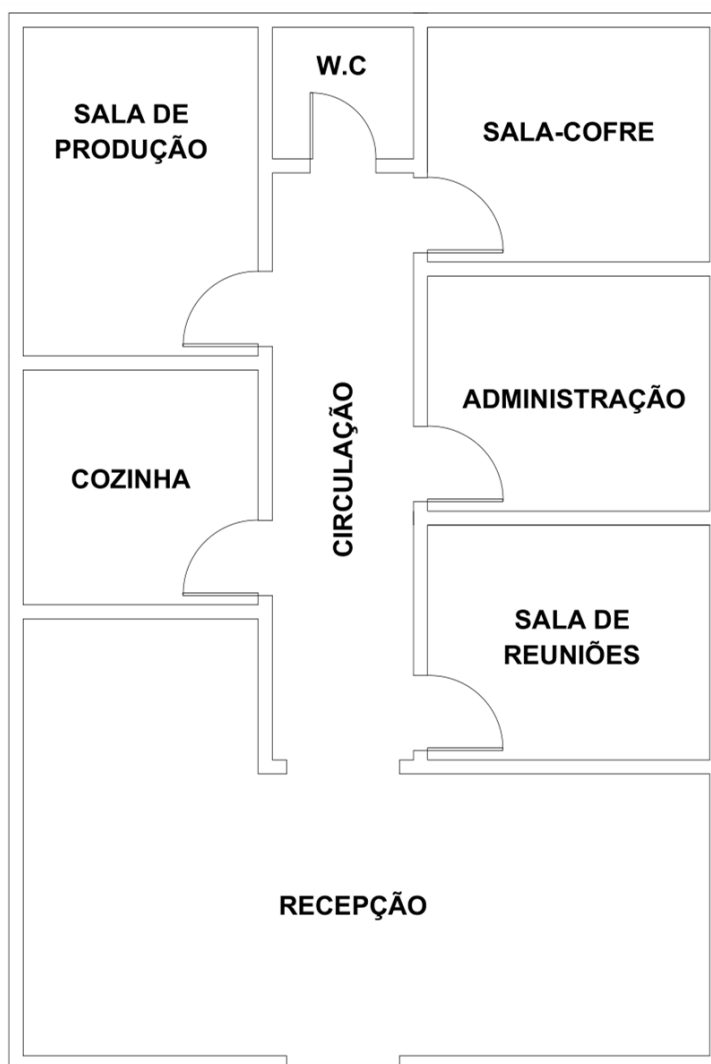 W.C
SALA DE
PRODUÇÃO
SALA-COFRE
ADMINISTRAÇÃO
CIRCULAÇÃO
COZINHA
SALA DE
REUNIÕES
RECEPÇÃO